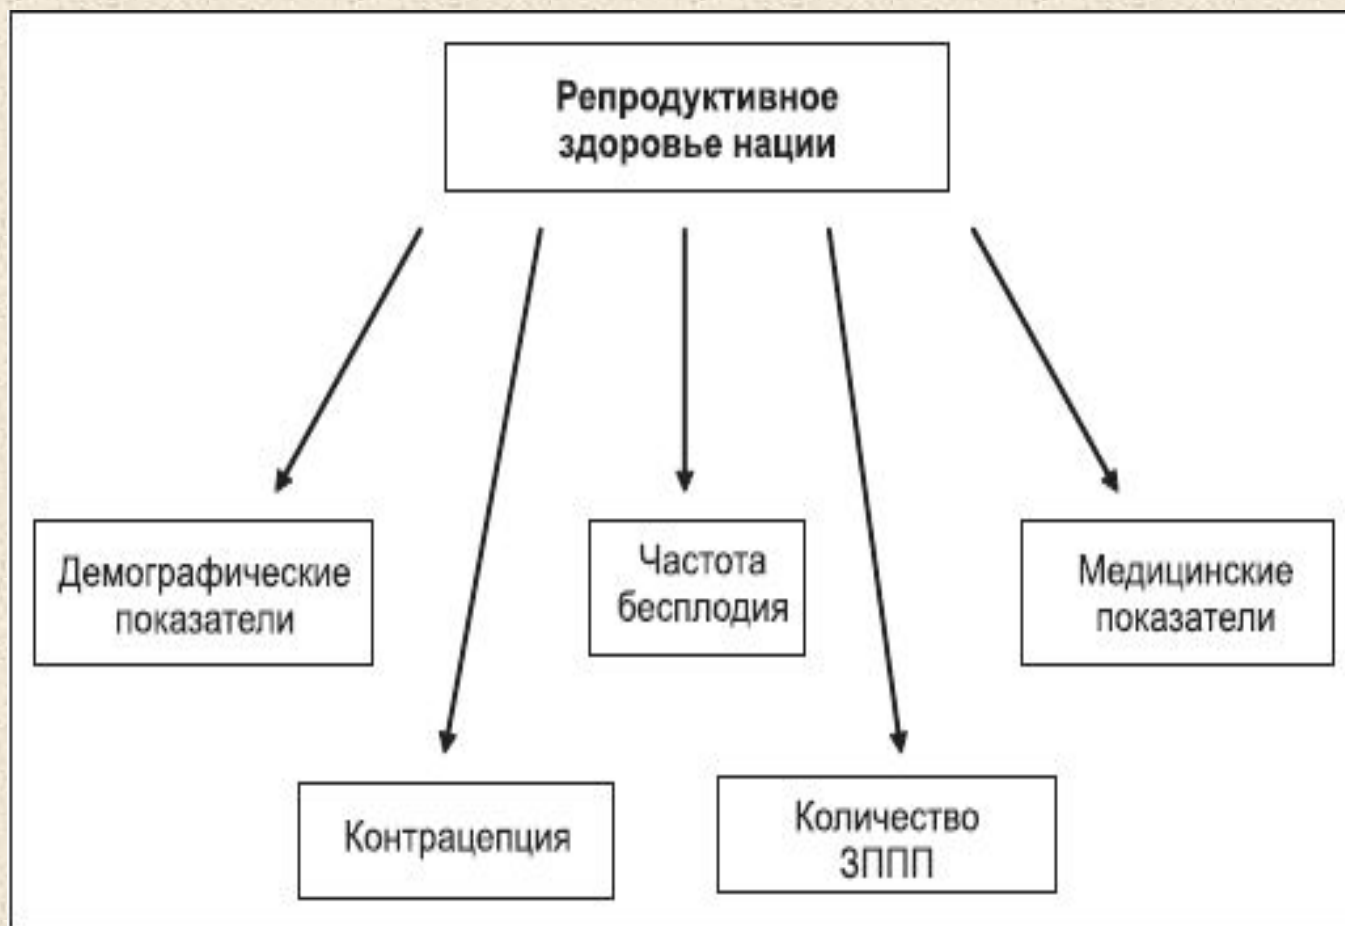 Репродуктивное
здоровье нации
Демографические
показатели
Частота
бесплодия
Медицинские
показатели
Контрацепция
Количество
ЗППП